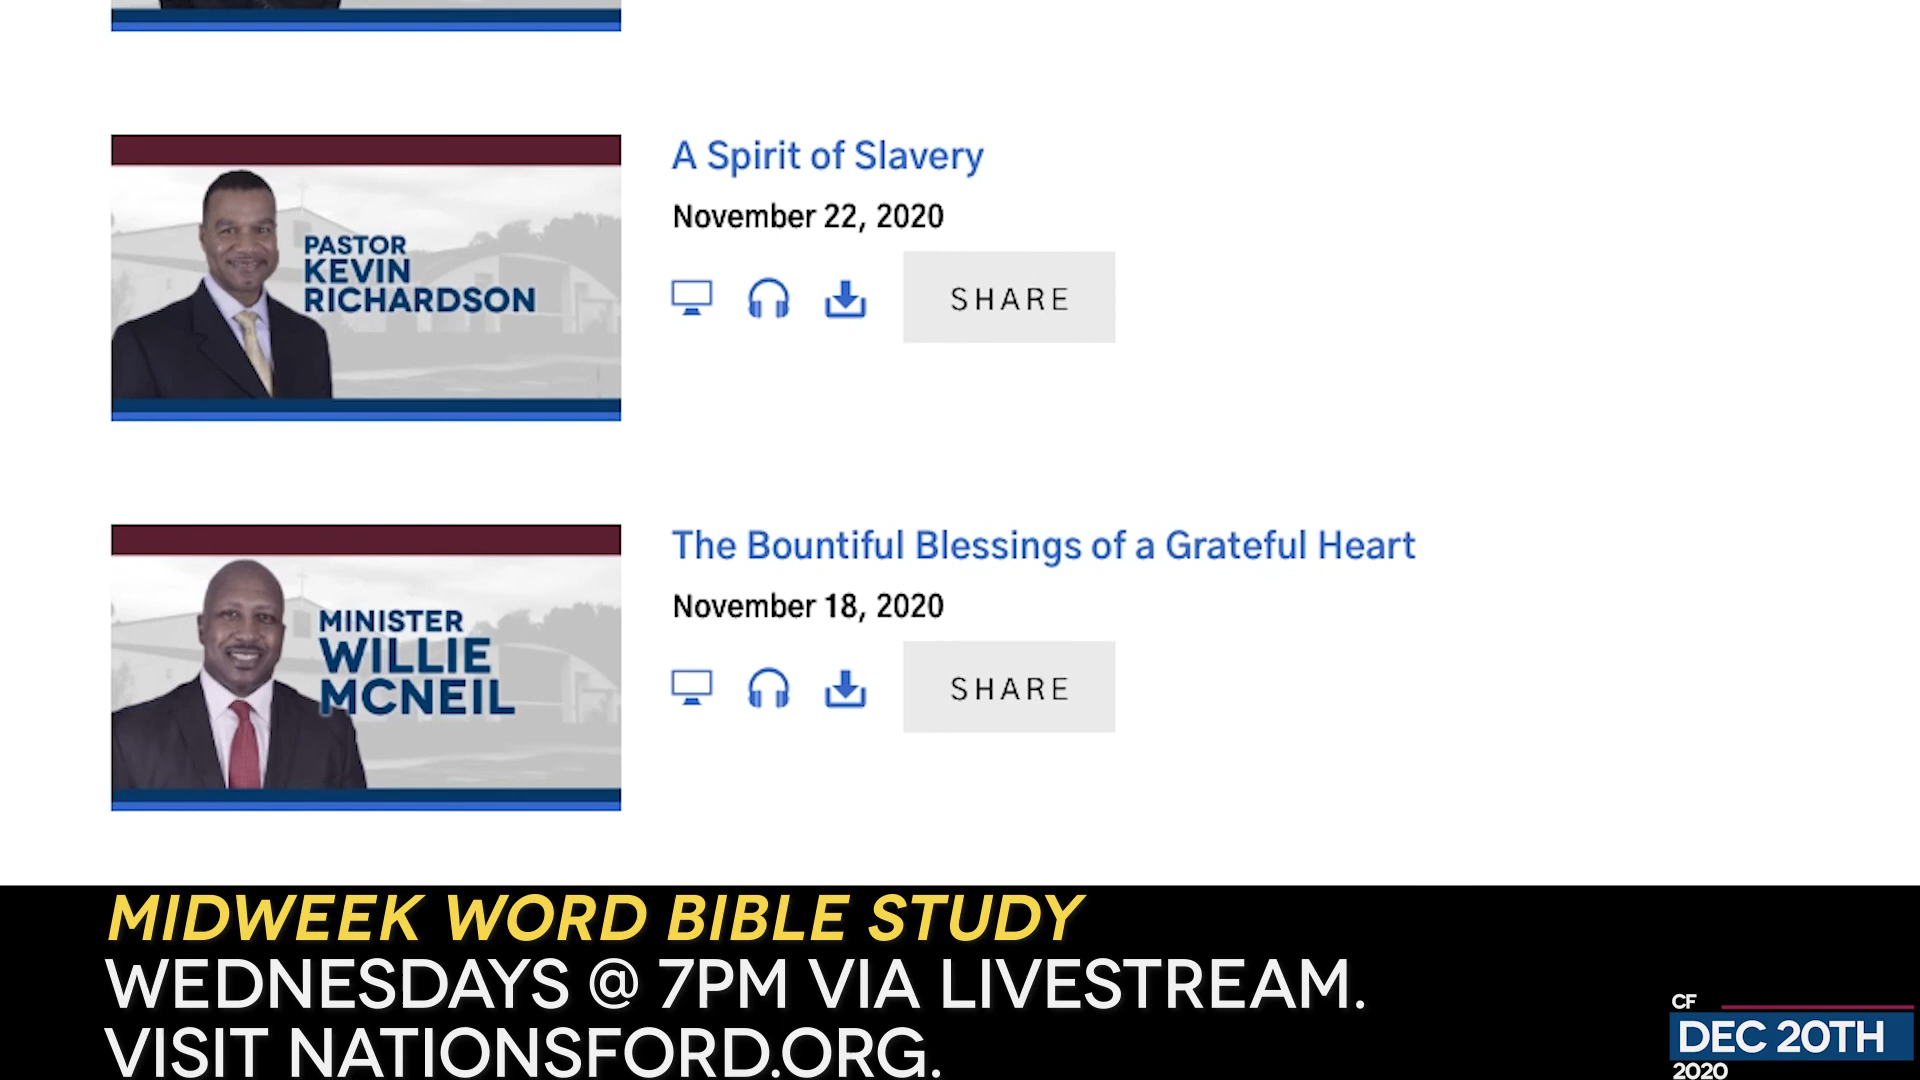 A Spirit of Slavery
November 22, 2020
SHARE
PASTOR
KEVIN
RICHARDSON
The Bountiful Blessings of a Grateful Heart
November 18, 2020
SHARE
MINISTER
WILLIE
MCNEIL
MIDWEEK WORD BIBLE STUDY
WEDNESDAYS @ 7PM VIA LIVESTREAM.
VISIT NATIONSFORD.ORG.
CF
DEC 20TH
2020